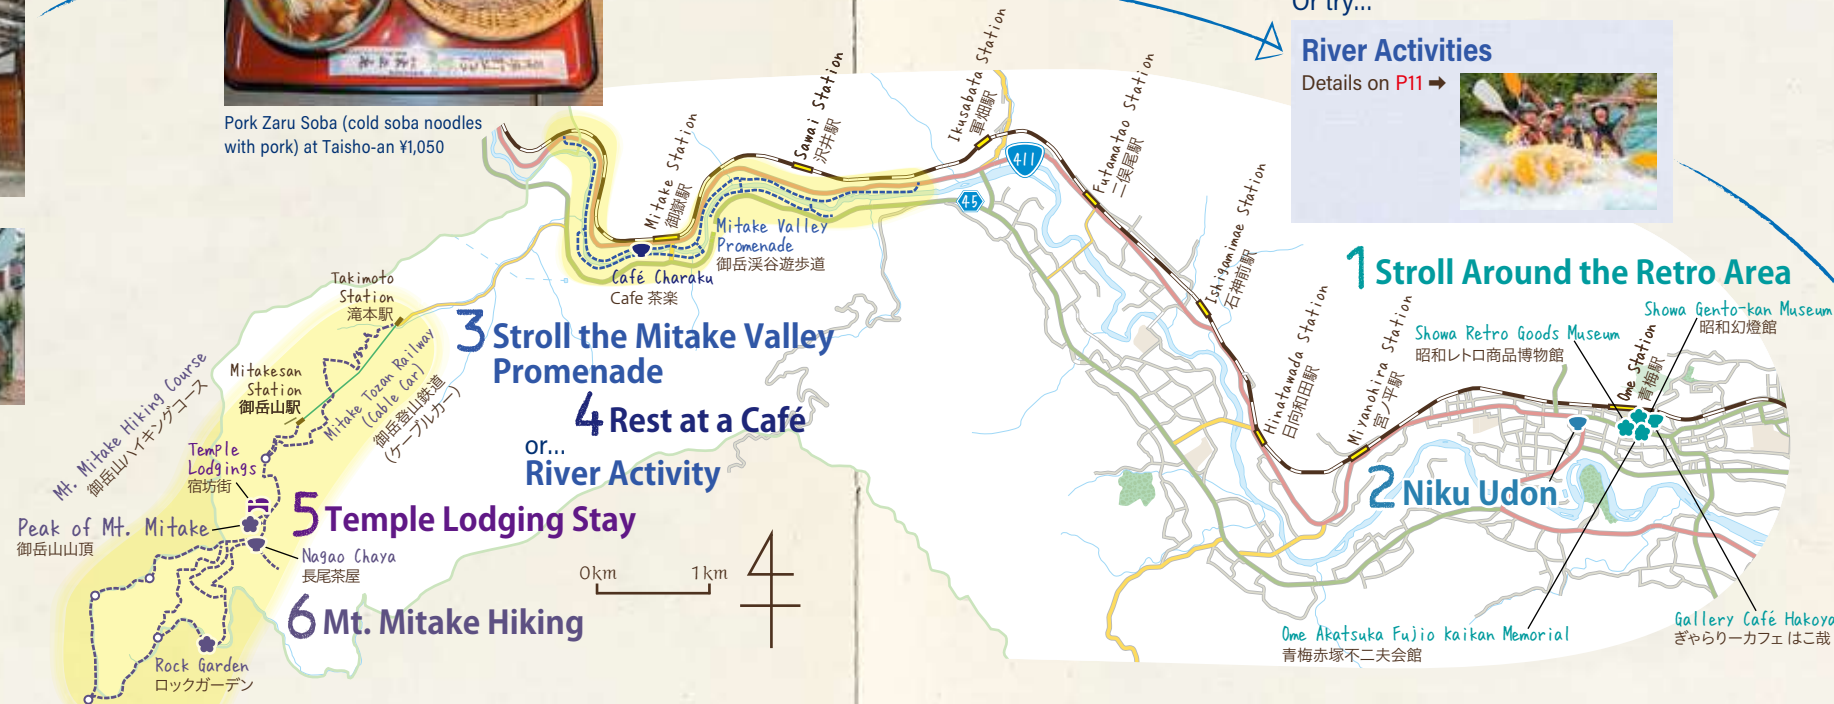 Or try...
River Activities
Details on P11 ➡
Pork Zaru Soba (cold soba noodles
with pork) at Taisho-an ¥1,050
Mitake Station
御嶽駅
Sawai Station
沢井駅
Ikusabata Station
軍畑駅
411
45
Futamatao Station
二俣尾駅
Ishigamimae Station
石神前駅
Hinatawada Station
日向和田駅
Miyanohira Station
宮ノ平駅
Ome Station
青梅駅
Mitake Valley
Promenade
御岳渓谷遊歩道
Café Charaku
Cafe 茶楽
Takimoto
Station
滝本駅
Mitake Tozan Railway
(Cable Car)
御岳登山鉄道
(ケーブルカー)
Mitakesan
Station
御岳山駅
Mt. Mitake Hiking Course
御岳山ハイキングコース
Temple
Lodgings
宿坊街
Peak of Mt. Mitake
御岳山山頂
Nagao Chaya
長尾茶屋
Rock Garden
ロックガーデン
1 Stroll Around the Retro Area
Showa Gento-kan Museum
昭和幻燈館
Showa Retro Goods Museum
昭和レトロ商品博物館
2 Niku Udon
3 Stroll the Mitake Valley
Promenade
4 Rest at a Café
or...
River Activity
5 Temple Lodging Stay
6 Mt. Mitake Hiking
0km 1km
Ome Akatsuka Fujio kaikan Memorial
青梅赤塚不二夫会館
Gallery Café Hakoya
ぎゃらりーカフェ はこ哉